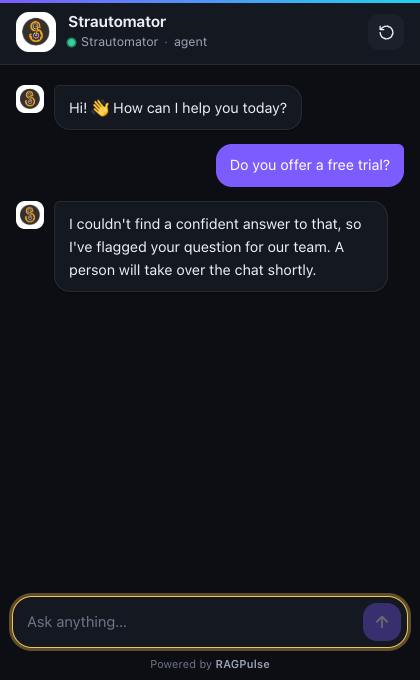 Strautomator
Strautomator · agent
Hi! 👋 How can I help you today?
Do you offer a free trial?
I couldn't find a confident answer to that, so
I've flagged your question for our team. A
person will take over the chat shortly.
Ask anything...
Powered by RAGPulse